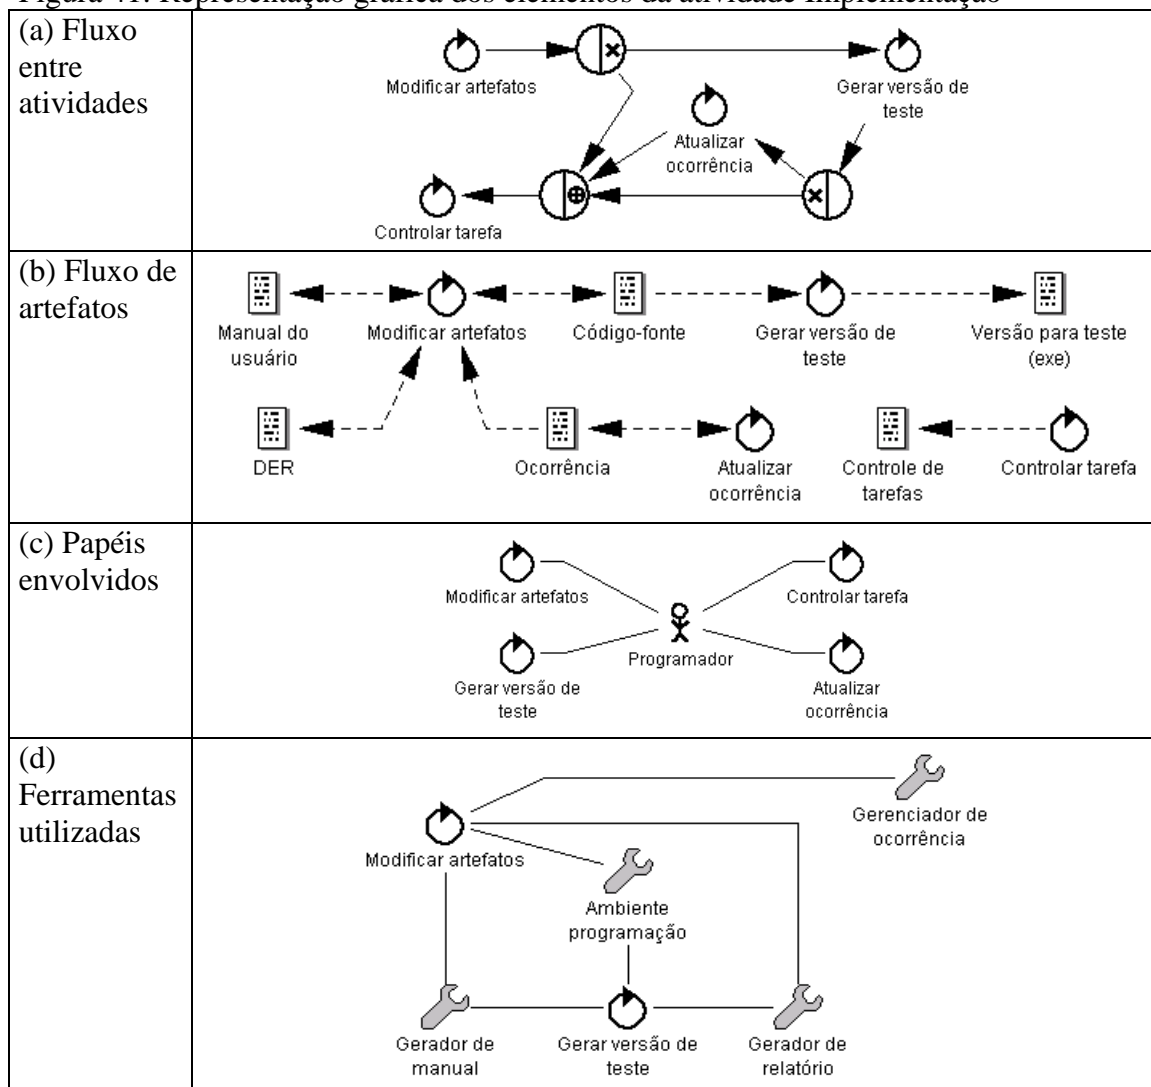 Figura 41: Representação gráfica dos elementos da atividade Implementação
(a) Fluxo
entre
atividades
Modificar artefatos
Gerar versão de
teste
Atualizar
ocorrência
Controlar tarefa
(b) Fluxo de
artefatos
Manual do
usuário
Modificar artefatos
Código-fonte
Gerar versão de
teste
Versão para teste
(exe)
DER
Ocorrência
Atualizar
ocorrência
Controle de
tarefas
Controlar tarefa
(c) Papéis
envolvidos
Modificar artefatos
Controlar tarefa
Programador
Gerar versão de
teste
Atualizar
ocorrência
(d)
Ferramentas
utilizadas
Gerenciador de
ocorrência
Modificar artefatos
Ambiente
programação
Gerador de
manual
Gerar versão de
teste
Gerador de
relatório